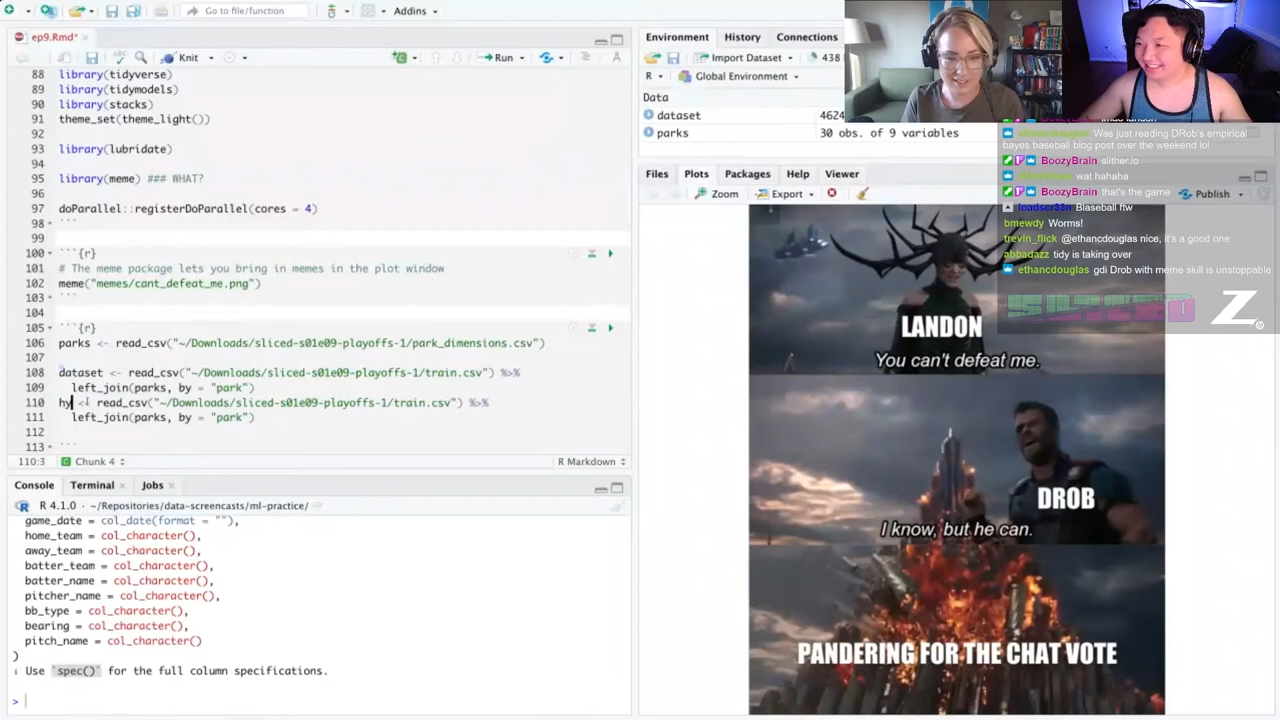 Go to file/function
Addins
ep9.Rmd*
Knit
Run
88 library(tidyverse)
89 library(tidymodels)
90 library(stacks)
91 theme_set(theme_light())
92
93 library(lubridate)
94
95 library(meme) ### WHAT?
96
97 doParallel::registerDoParallel(cores = 4)
98 ```
99
100 ```{r}
101 # The meme package lets you bring in memes in the plot window
102 meme("memes/cant_defeat_me.png")
103 ```
104
105 ```{r}
106 parks <- read_csv("~/Downloads/sliced-s01e09-playoffs-1/park_dimensions.csv")
107
108 dataset <- read_csv("~/Downloads/sliced-s01e09-playoffs-1/train.csv") %>%
109 left_join(parks, by = "park")
110 hy <- read_csv("~/Downloads/sliced-s01e09-playoffs-1/train.csv") %>%
111 left_join(parks, by = "park")
112
113 ```
110:3 Chunk 4 R Markdown
Console Terminal Jobs
R 4.1.0 · ~/Repositories/data-screencasts/ml-practice/
game_date = col_date(format = ""),
home_team = col_character(),
away_team = col_character(),
batter_team = col_character(),
batter_name = col_character(),
pitcher_name = col_character(),
bb_type = col_character(),
bearing = col_character(),
pitch_name = col_character()
)
i Use `spec()` for the full column specifications.
>
Environment History Connections
Import Dataset 438
R Global Environment
Data
dataset 4624
parks 30 obs. of 9 variables
Files Plots Packages Help Viewer
Zoom Export Publish
LANDON
You can't defeat me.
DROB
I know, but he can.
PANDERING FOR THE CHAT VOTE
Was just reading DRob's empirical
bayes baseball blog post over the weekend lol
BoozyBrain slither.io
wat hahaha
BoozyBrain that's the game
loadscr33n Blaseball ftw
bmewdy Worms!
trevin_flick @ethancdouglas nice, it's a good one
abbadazz tidy is taking over
ethancdouglas gdi Drob with meme skill is unstoppable
SLICED